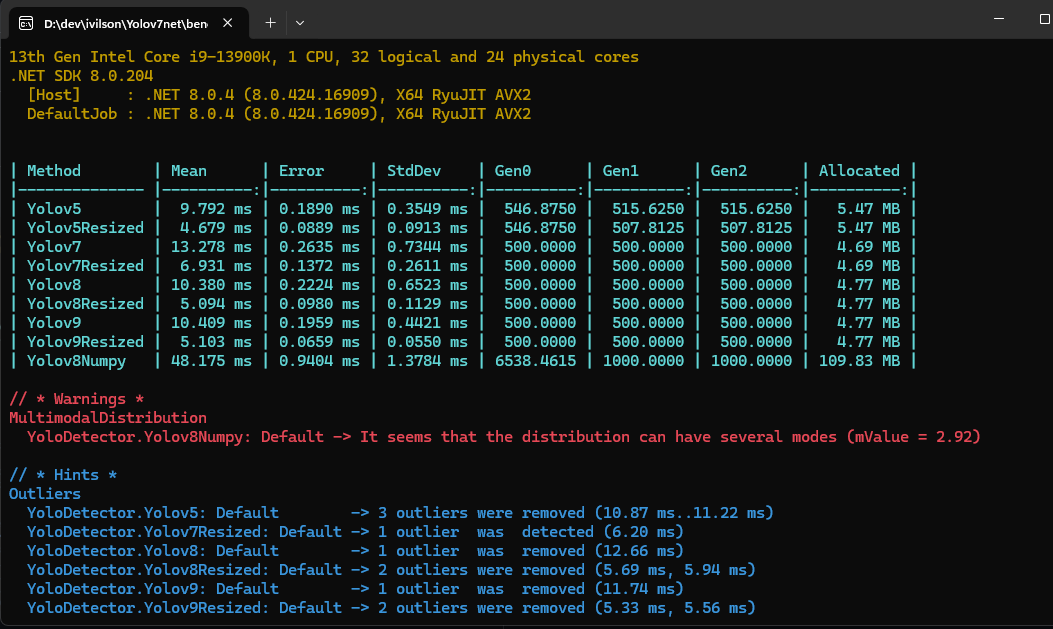 D:\dev\ivilson\Yolov7net\ben
13th Gen Intel Core i9-13900K, 1 CPU, 32 logical and 24 physical cores
.NET SDK 8.0.204
  [Host]     : .NET 8.0.4 (8.0.424.16909), X64 RyuJIT AVX2
  DefaultJob : .NET 8.0.4 (8.0.424.16909), X64 RyuJIT AVX2
| Method        | Mean      | Error     | StdDev    | Gen0      | Gen1      | Gen2      | Allocated |
|-------------- |----------:|----------:|----------:|----------:|----------:|----------:|----------:|
| Yolov5        |  9.792 ms | 0.1890 ms | 0.3549 ms |  546.8750 |  515.6250 |  515.6250 |   5.47 MB |
| Yolov5Resized |  4.679 ms | 0.0889 ms | 0.0913 ms |  546.8750 |  507.8125 |  507.8125 |   5.47 MB |
| Yolov7        | 13.278 ms | 0.2635 ms | 0.7344 ms |  500.0000 |  500.0000 |  500.0000 |   4.69 MB |
| Yolov7Resized |  6.931 ms | 0.1372 ms | 0.2611 ms |  500.0000 |  500.0000 |  500.0000 |   4.69 MB |
| Yolov8        | 10.380 ms | 0.2224 ms | 0.6523 ms |  500.0000 |  500.0000 |  500.0000 |   4.77 MB |
| Yolov8Resized |  5.094 ms | 0.0980 ms | 0.1129 ms |  500.0000 |  500.0000 |  500.0000 |   4.77 MB |
| Yolov9        | 10.409 ms | 0.1959 ms | 0.4421 ms |  500.0000 |  500.0000 |  500.0000 |   4.77 MB |
| Yolov9Resized |  5.103 ms | 0.0659 ms | 0.0550 ms |  500.0000 |  500.0000 |  500.0000 |   4.77 MB |
| Yolov8Numpy   | 48.175 ms | 0.9404 ms | 1.3784 ms | 6538.4615 | 1000.0000 | 1000.0000 | 109.83 MB |
// * Warnings *
MultimodalDistribution
  YoloDetector.Yolov8Numpy: Default -> It seems that the distribution can have several modes (mValue = 2.92)
// * Hints *
Outliers
  YoloDetector.Yolov5: Default        -> 3 outliers were removed (10.87 ms..11.22 ms)
  YoloDetector.Yolov7Resized: Default -> 1 outlier  was  detected (6.20 ms)
  YoloDetector.Yolov8: Default        -> 1 outlier  was  removed (12.66 ms)
  YoloDetector.Yolov8Resized: Default -> 2 outliers were removed (5.69 ms, 5.94 ms)
  YoloDetector.Yolov9: Default        -> 1 outlier  was  removed (11.74 ms)
  YoloDetector.Yolov9Resized: Default -> 2 outliers were removed (5.33 ms, 5.56 ms)